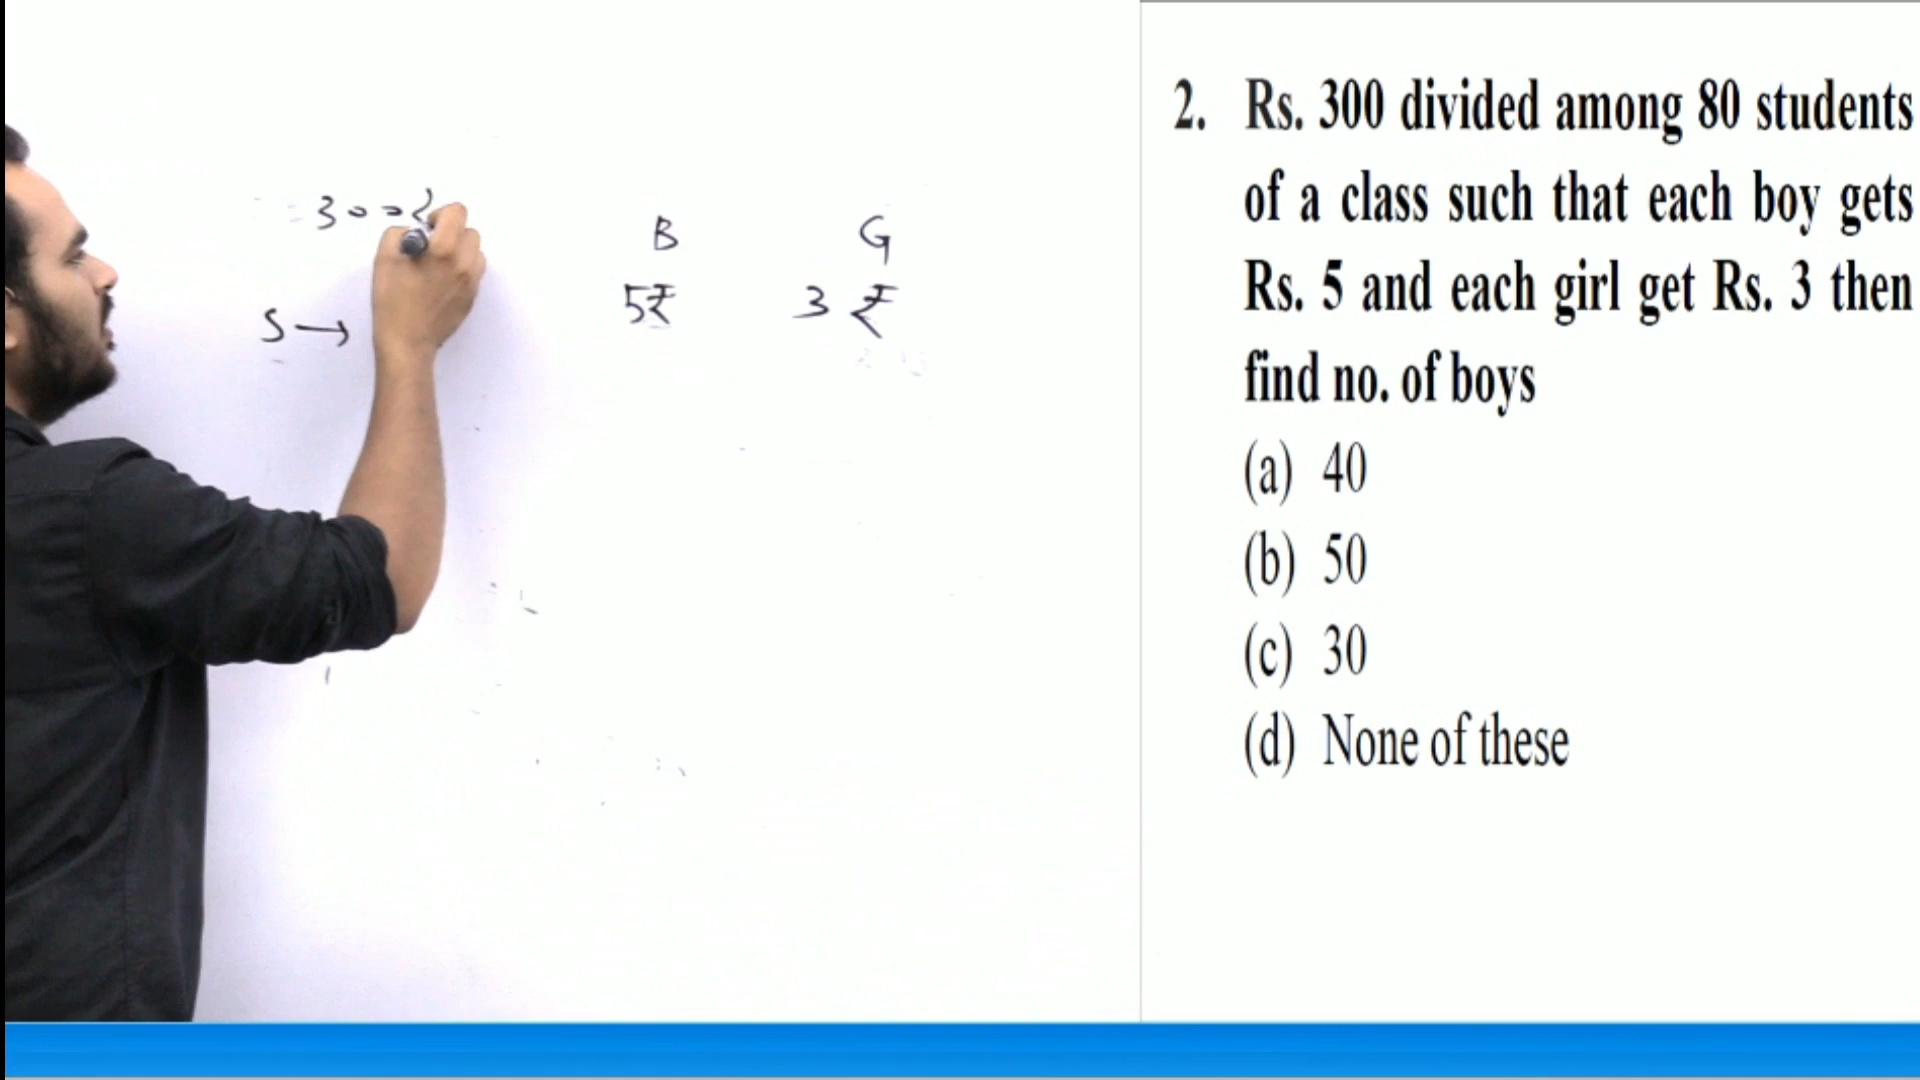 300₹
B
G
5₹
3 ₹
S →
2. Rs. 300 divided among 80 students
of a class such that each boy gets
Rs. 5 and each girl get Rs. 3 then
find no. of boys
(a) 40
(b) 50
(c) 30
(d) None of these